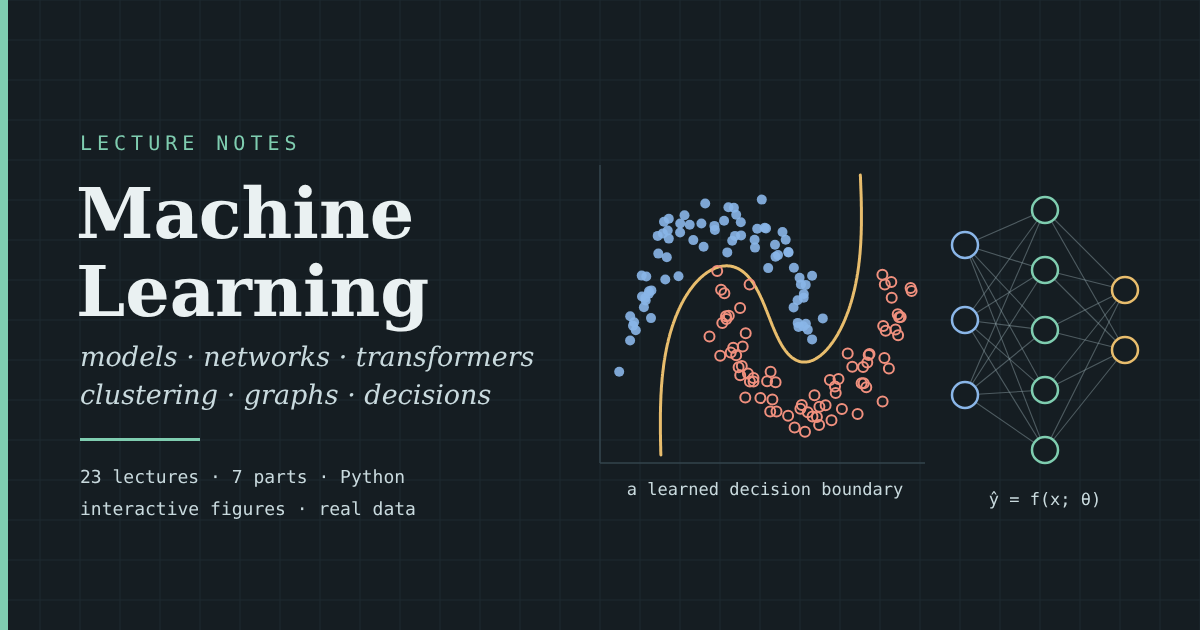 LECTURE NOTES
Machine
Learning
models · networks · transformers
clustering · graphs · decisions
23 lectures · 7 parts · Python
interactive figures · real data
a learned decision boundary
ŷ = f(x; θ)